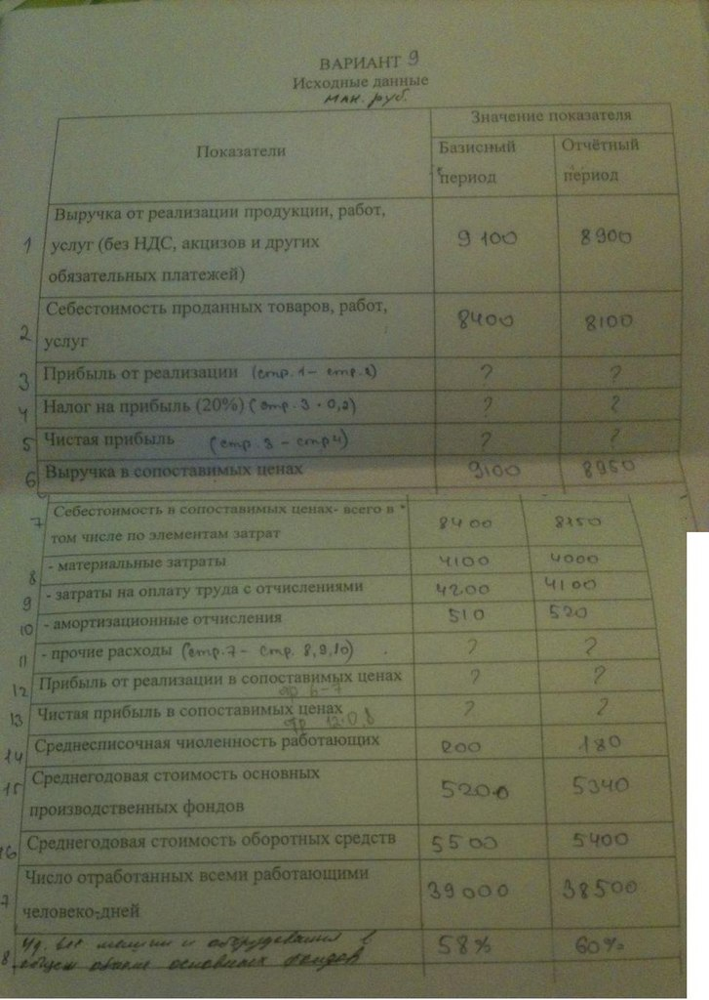 ВАРИАНТ 9
Исходные данные
млн. руб.
Показатели
Значение показателя
Базисный период
Отчётный период
1 Выручка от реализации продукции, работ, услуг (без НДС, акцизов и других обязательных платежей) 9100 8900
2 Себестоимость проданных товаров, работ, услуг 8400 8100
3 Прибыль от реализации (стр. 1 - стр. 2) ? ?
4 Налог на прибыль (20%) (стр. 3 · 0,2) ? ?
5 Чистая прибыль (стр. 3 - стр 4) ? ?
6 Выручка в сопоставимых ценах 9100 8950
7 Себестоимость в сопоставимых ценах- всего в том числе по элементам затрат 8400 8150
8 - материальные затраты 4100 4000
9 - затраты на оплату труда с отчислениями 4200 4100
10 - амортизационные отчисления 510 520
11 - прочие расходы (стр. 7 - стр. 8,9,10) ? ?
12 Прибыль от реализации в сопоставимых ценах 6-7 ? ?
13 Чистая прибыль в сопоставимых ценах 12·0,8 ? ?
14 Среднесписочная численность работающих 200 180
15 Среднегодовая стоимость основных производственных фондов 5200 5340
16 Среднегодовая стоимость оборотных средств 5500 5400
7 Число отработанных всеми работающими человеко-дней 39000 38500
8 Уд. вес машин и оборудования в общем объеме основных фондов 58% 60%